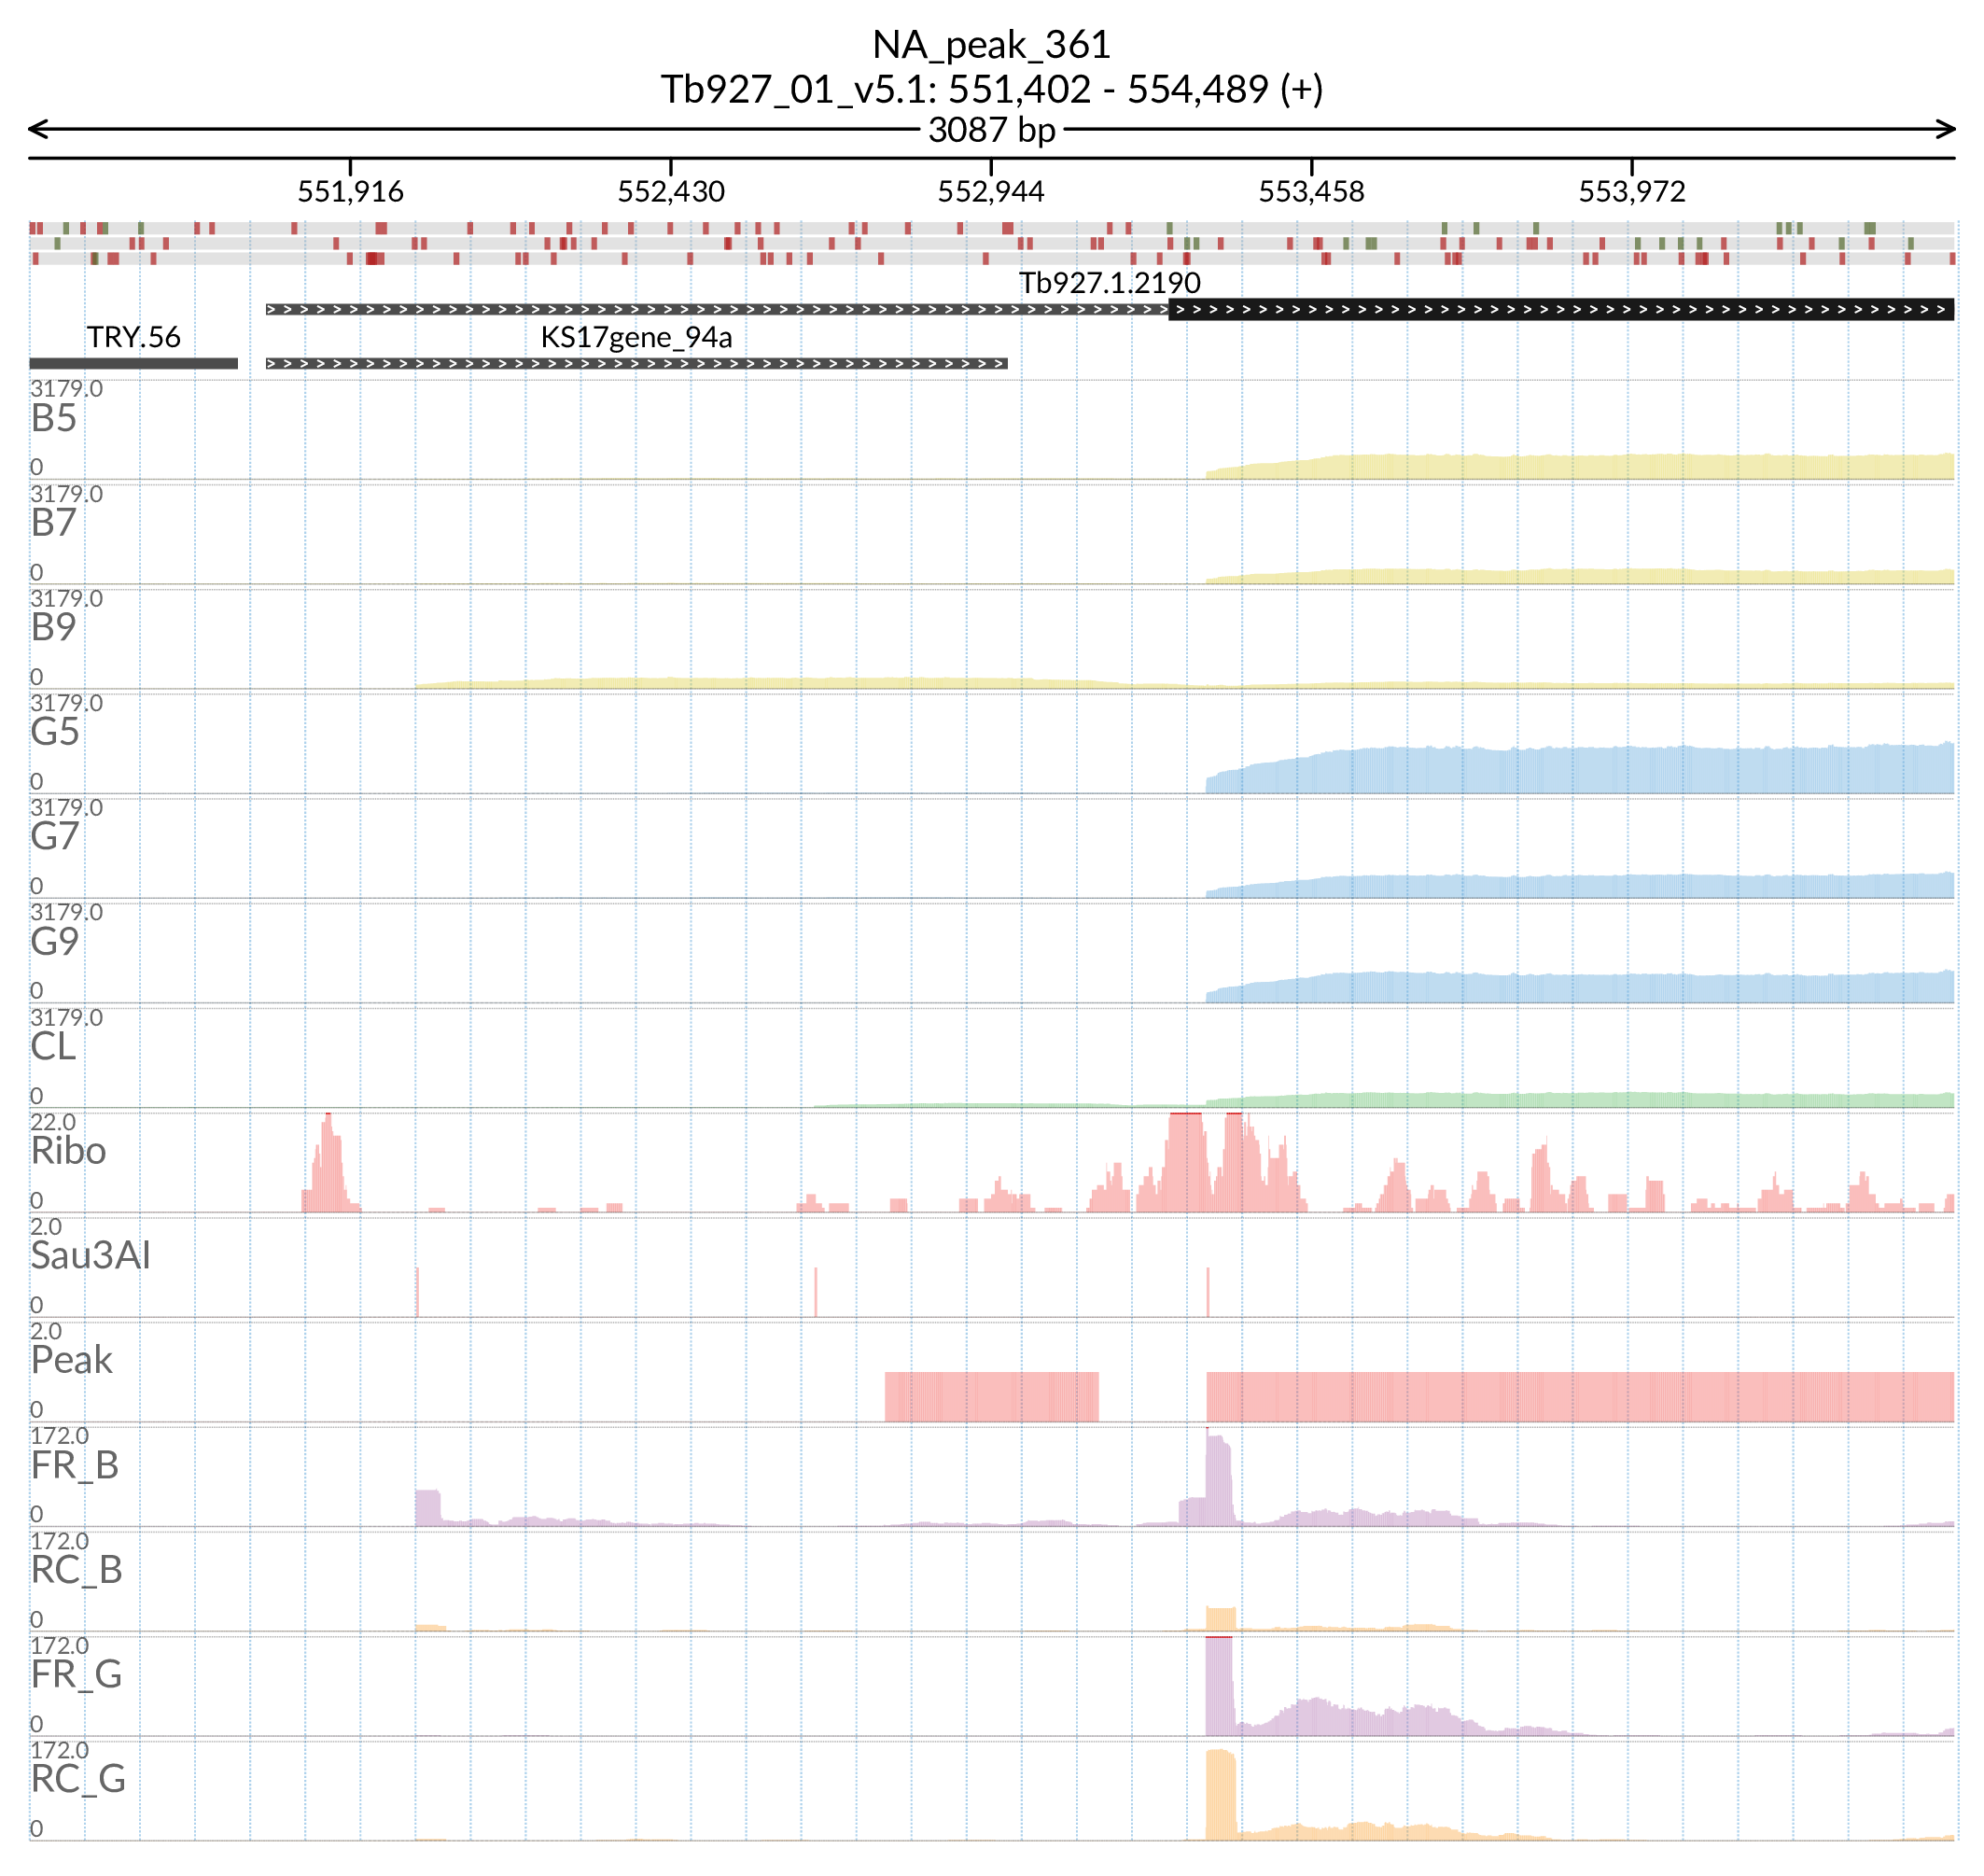 NA_peak_361
Tb927_01_v5.1: 551,402 - 554,489 (+)
3087 bp
551,916 552,430 552,944 553,458 553,972
Tb927.1.2190
TRY.56 KS17gene_94a
3179.0
B5
0
3179.0
B7
0
3179.0
B9
0
3179.0
G5
0
3179.0
G7
0
3179.0
G9
0
3179.0
CL
0
22.0
Ribo
0
2.0
Sau3AI
0
2.0
Peak
0
172.0
FR_B
0
172.0
RC_B
0
172.0
FR_G
0
172.0
RC_G
0